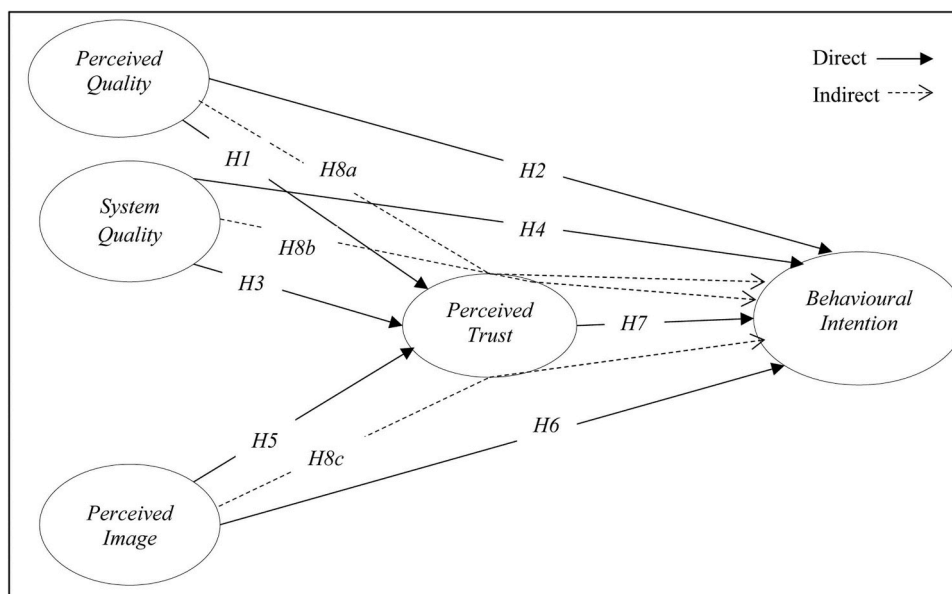 Perceived
Quality
Direct
Indirect
H1
H8a
H2
System
Quality
H4
H8b
H3
Perceived
Trust
H7
Behavioural
Intention
H5
H8c
H6
Perceived
Image